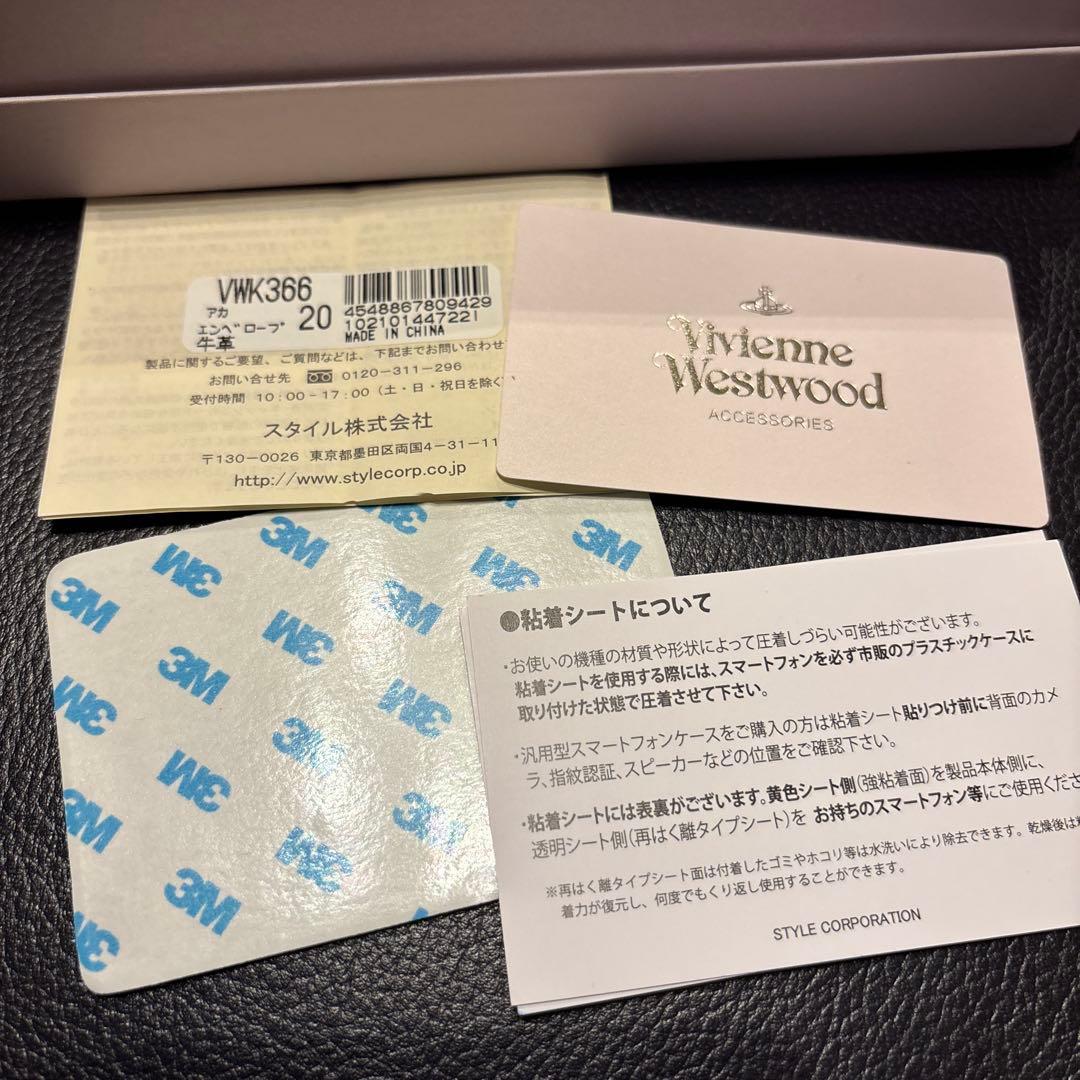 VWK366
アカ
エンベロープ 20
牛革
4548867809429
102101447221
MADE IN CHINA
製品に関するご要望、ご質問などは、下記までお問い合わせ
お問い合せ先 0120-311-296
受付時間 10:00-17:00(土・日・祝日を除く
スタイル株式会社
〒130-0026 東京都墨田区両国4-31-11
http://www.stylecorp.co.jp
Vivienne
Westwood
ACCESSORIES
3M 3M 3M 3M
3M 3M 3M
3M 3M 3M
3M 3M 3M
3M 3M 3M
3M 3M
●粘着シートについて
・お使いの機種の材質や形状によって圧着しづらい可能性がございます。
粘着シートを使用する際には、スマートフォンを必ず市販のプラスチックケースに
取り付けた状態で圧着させて下さい。
・汎用型スマートフォンケースをご購入の方は粘着シート貼りつけ前に背面のカメ
ラ、指紋認証、スピーカーなどの位置をご確認下さい。
・粘着シートには表裏がございます。黄色シート側(強粘着面)を製品本体側に、
透明シート側(再はく離タイプシート)を お持ちのスマートフォン等にご使用くださ
※再はく離タイプシート面は付着したゴミやホコリ等は水洗いにより除去できます。乾燥後は粘
着力が復元し、何度でもくり返し使用することができます。
STYLE CORPORATION